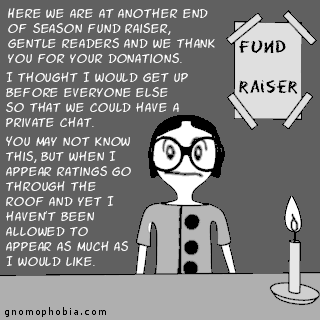 HERE WE ARE AT ANOTHER END
OF SEASON FUND RAISER,
GENTLE READERS AND WE THANK
YOU FOR YOUR DONATIONS.
I THOUGHT I WOULD GET UP
BEFORE EVERYONE ELSE
SO THAT WE COULD HAVE A
PRIVATE CHAT.
YOU MAY NOT KNOW
THIS, BUT WHEN I
APPEAR RATINGS GO
THROUGH THE
ROOF AND YET I
HAVEN'T BEEN
ALLOWED TO
APPEAR AS MUCH AS
I WOULD LIKE.
FUND
RAISER
gnomophobia.com